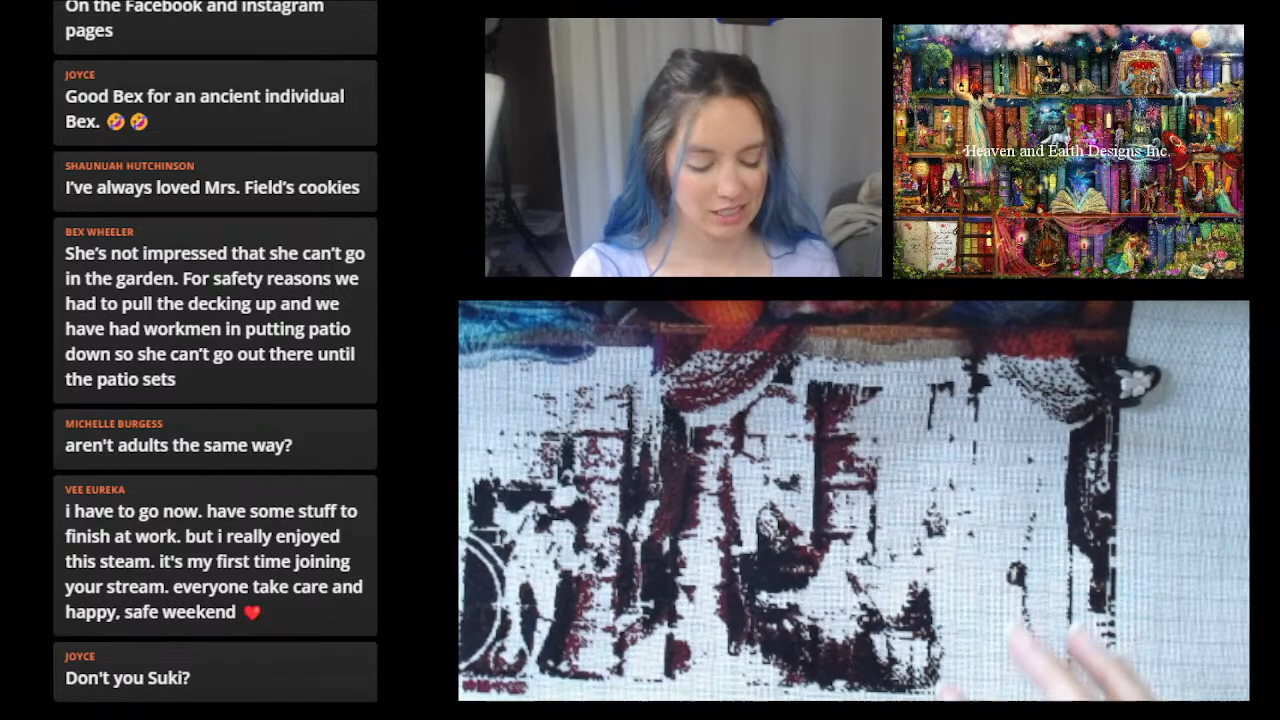 On the Facebook and instagram
pages
JOYCE
Good Bex for an ancient individual
Bex. 🤣 🤣
SHAUNUAH HUTCHINSON
I've always loved Mrs. Field's cookies
BEX WHEELER
She's not impressed that she can't go
in the garden. For safety reasons we
had to pull the decking up and we
have had workmen in putting patio
down so she can't go out there until
the patio sets
MICHELLE BURGESS
aren't adults the same way?
VEE EUREKA
i have to go now. have some stuff to
finish at work. but i really enjoyed
this steam. it's my first time joining
your stream. everyone take care and
happy, safe weekend ❤️
JOYCE
Don't you Suki?
Heaven and Earth Designs Inc.